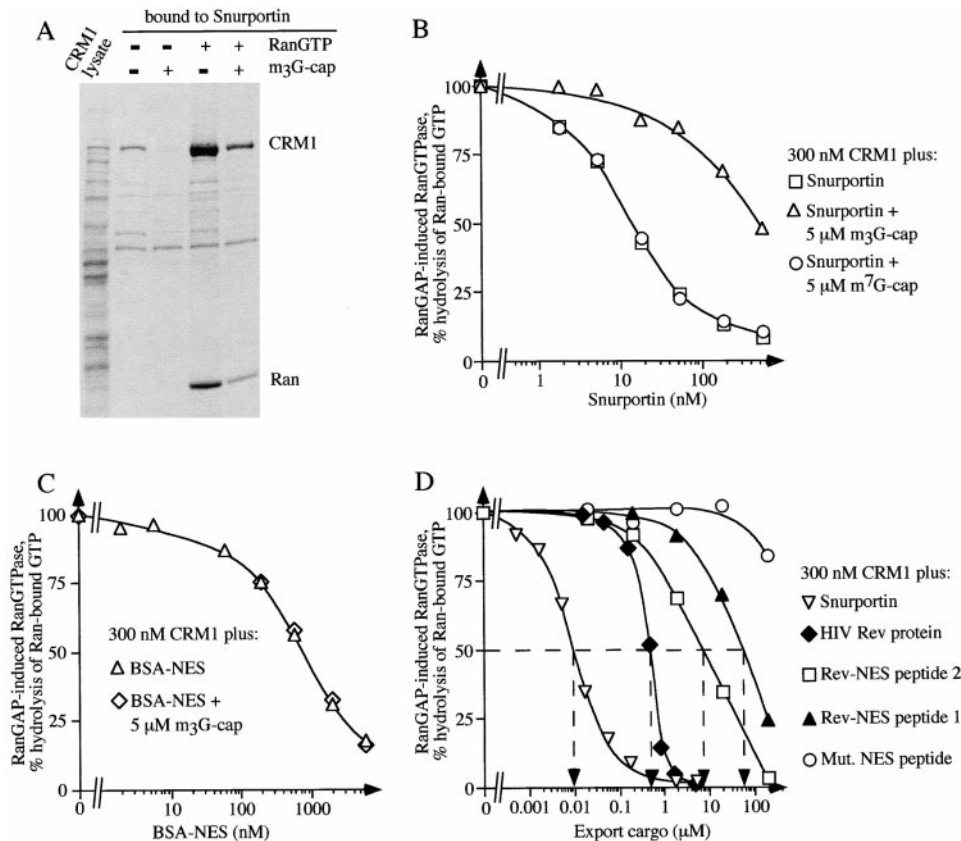 A
bound to Snurportin
CRM1
lysate
- - + + RanGTP
- + - + m3G-cap
CRM1
Ran
B
RanGAP-induced RanGTPase,
% hydrolysis of Ran-bound GTP
100
75
50
25
0
0 1 10 100
Snurportin (nM)
300 nM CRM1 plus:
Snurportin
Snurportin +
5 µM m3G-cap
Snurportin +
5 µM m7G-cap
C
RanGAP-induced RanGTPase,
% hydrolysis of Ran-bound GTP
100
75
50
25
0
300 nM CRM1 plus:
BSA-NES
BSA-NES +
5 µM m3G-cap
0 10 100 1000
BSA-NES (nM)
D
RanGAP-induced RanGTPase,
% hydrolysis of Ran-bound GTP
100
75
50
25
0
0 0.001 0.01 0.1 1 10 100
Export cargo (µM)
300 nM CRM1 plus:
Snurportin
HIV Rev protein
Rev-NES peptide 2
Rev-NES peptide 1
Mut. NES peptide